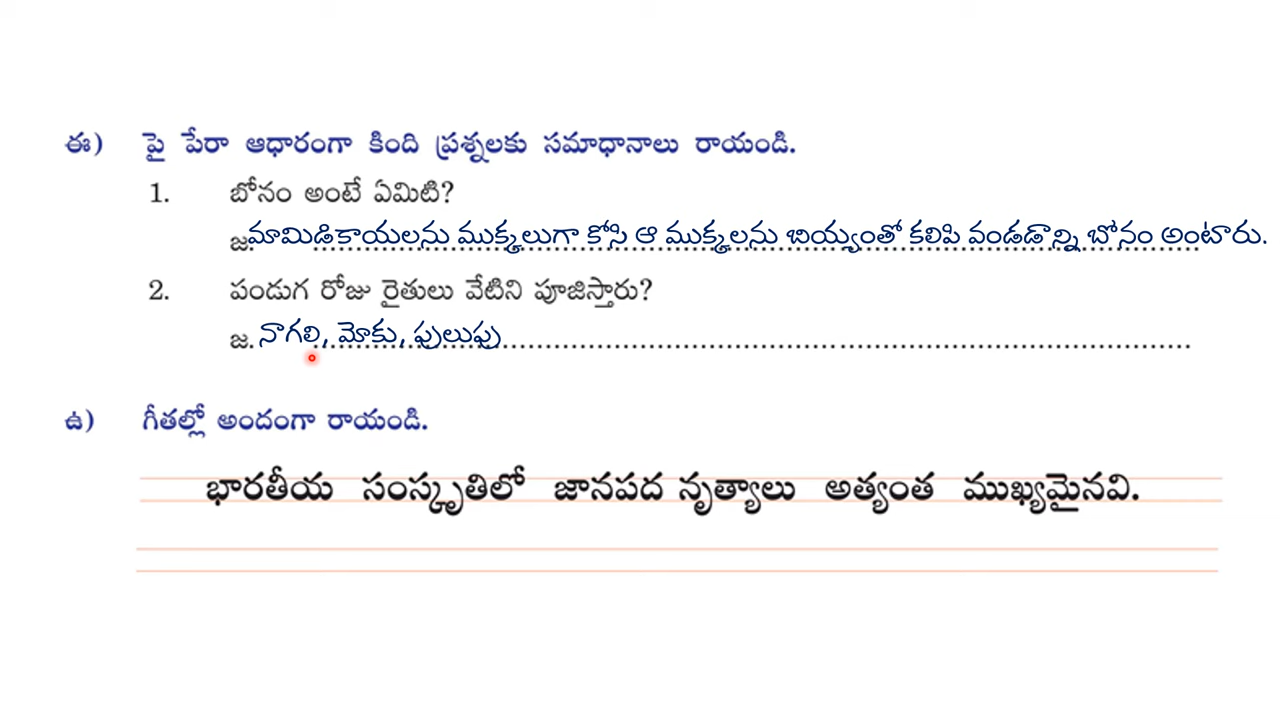 ఈ) పై పేరా ఆధారంగా కింది ప్రశ్నలకు సమాధానాలు రాయండి.
1. బోనం అంటే ఏమిటి?
జ. మామిడికాయలను ముక్కలుగా కోసి ఆ ముక్కలను బియ్యంతో కలిపి వండడాన్ని బోనం అంటారు.
2. పండుగ రోజు రైతులు వేటిని పూజిస్తారు?
జ. నాగలి, మోకు, పులుపు
ఉ) గీతల్లో అందంగా రాయండి.
భారతీయ సంస్కృతిలో జానపద నృత్యాలు అత్యంత ముఖ్యమైనవి.